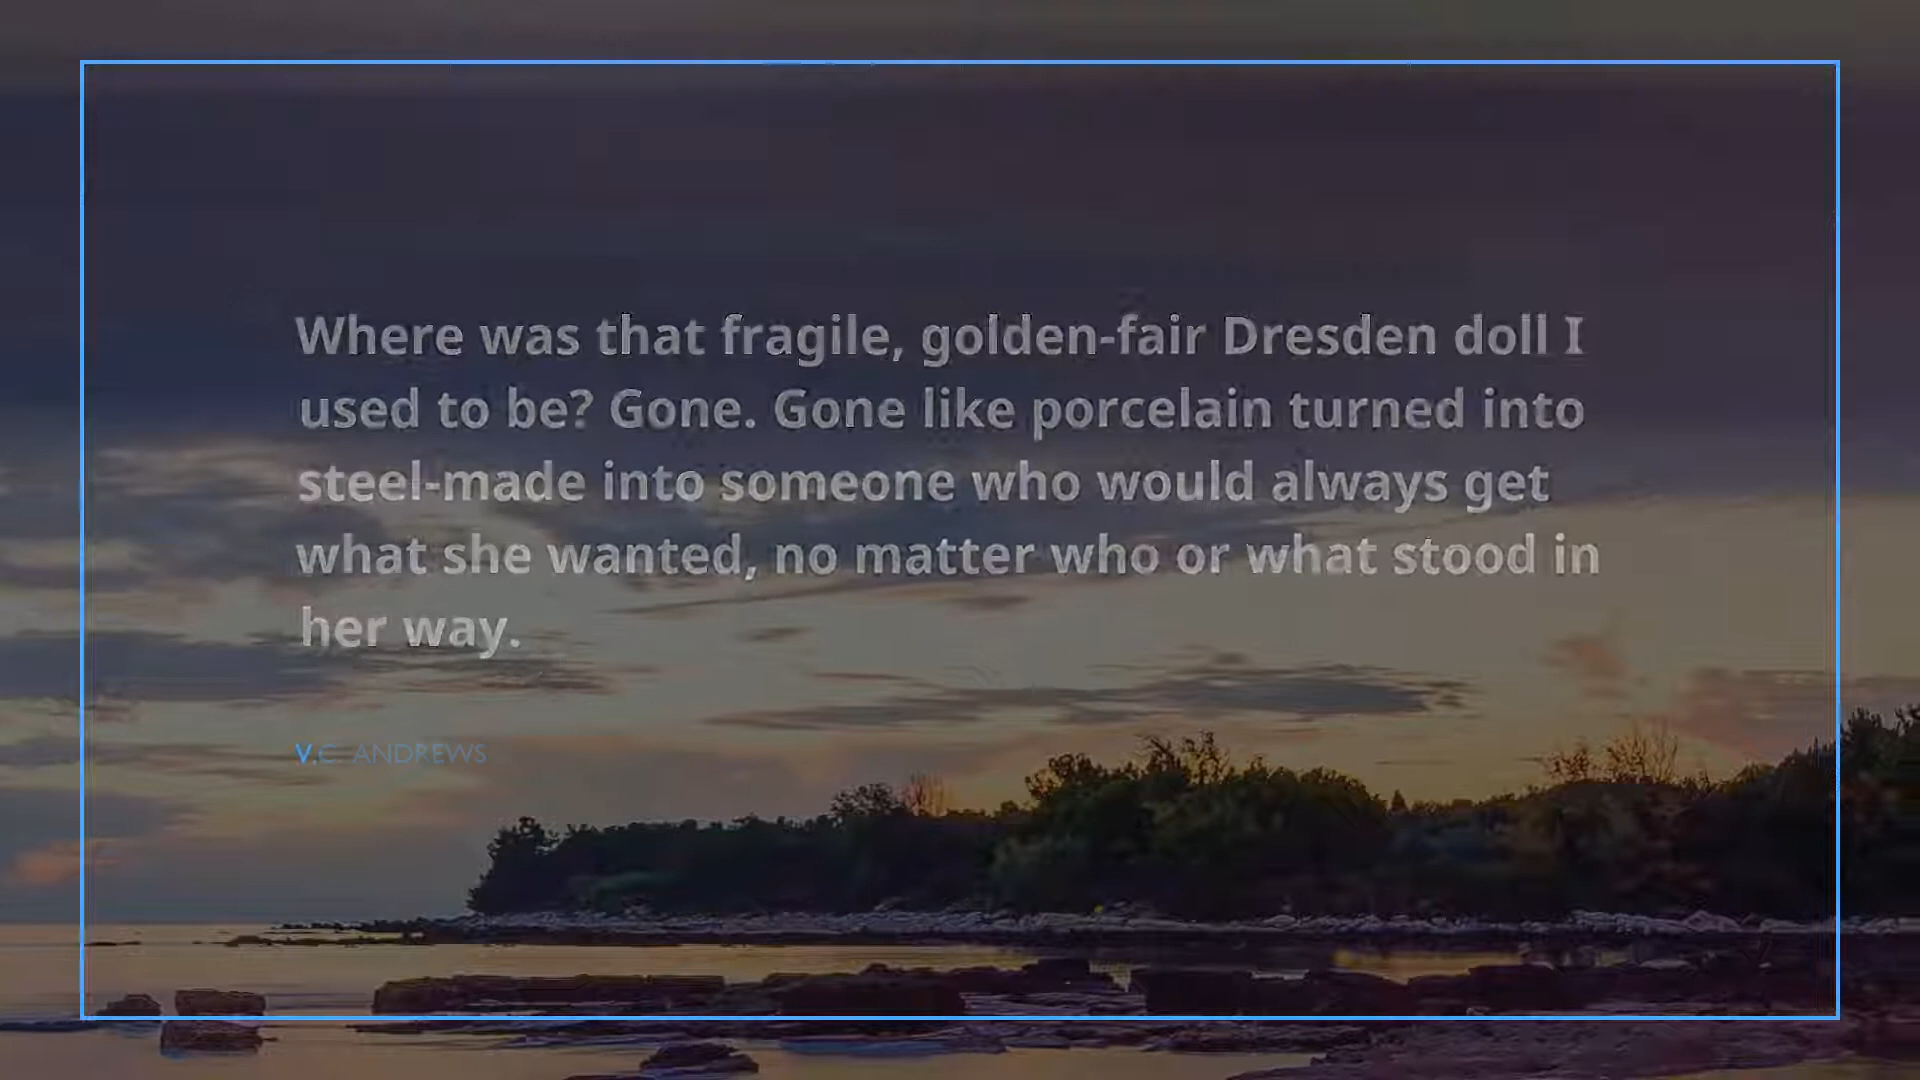 Where was that fragile, golden-fair Dresden doll I
used to be? Gone. Gone like porcelain turned into
steel-made into someone who would always get
what she wanted, no matter who or what stood in
her way.
V.C. ANDREWS